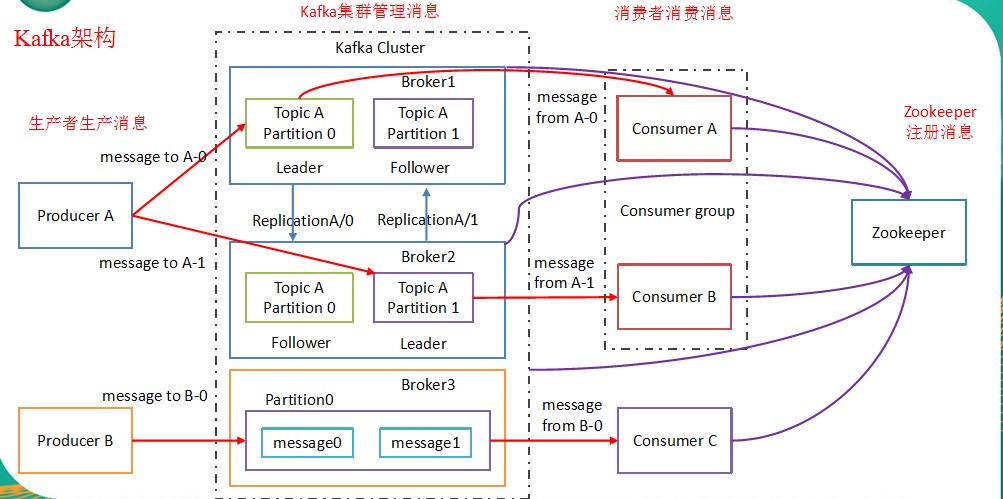 Kafka架构
Kafka集群管理消息
消费者消费消息
Kafka Cluster
Broker1
Topic A
Partition 0
Topic A
Partition 1
Leader
Follower
生产者生产消息
message to A-0
Producer A
message to A-1
ReplicationA/0
ReplicationA/1
Broker2
Topic A
Partition 0
Topic A
Partition 1
Follower
Leader
message
from A-0
Consumer A
Consumer group
message
from A-1
Consumer B
Zookeeper
注册消息
Zookeeper
message to B-0
Producer B
Broker3
Partition0
message0
message1
message
from B-0
Consumer C